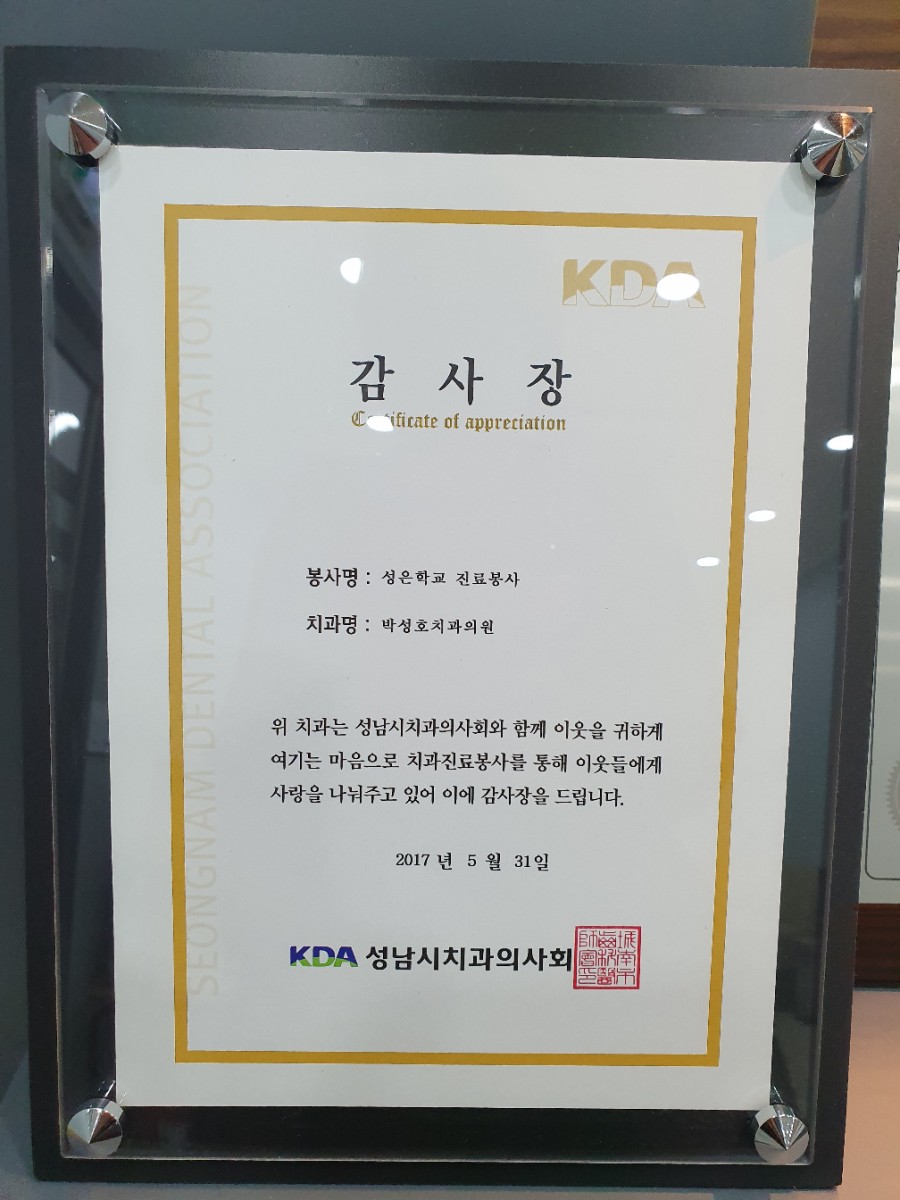 KDA
감 사 장
Certificate of appreciation
SEONGNAM DENTAL ASSOCIATION
봉사명 : 성은학교 진료봉사
치과명 : 박성호치과의원
위 치과는 성남시치과의사회와 함께 이웃을 귀하게
여기는 마음으로 치과진료봉사를 통해 이웃들에게
사랑을 나눠주고 있어 이에 감사장을 드립니다.
2017 년 5 월 31일
KDA 성남시치과의사회